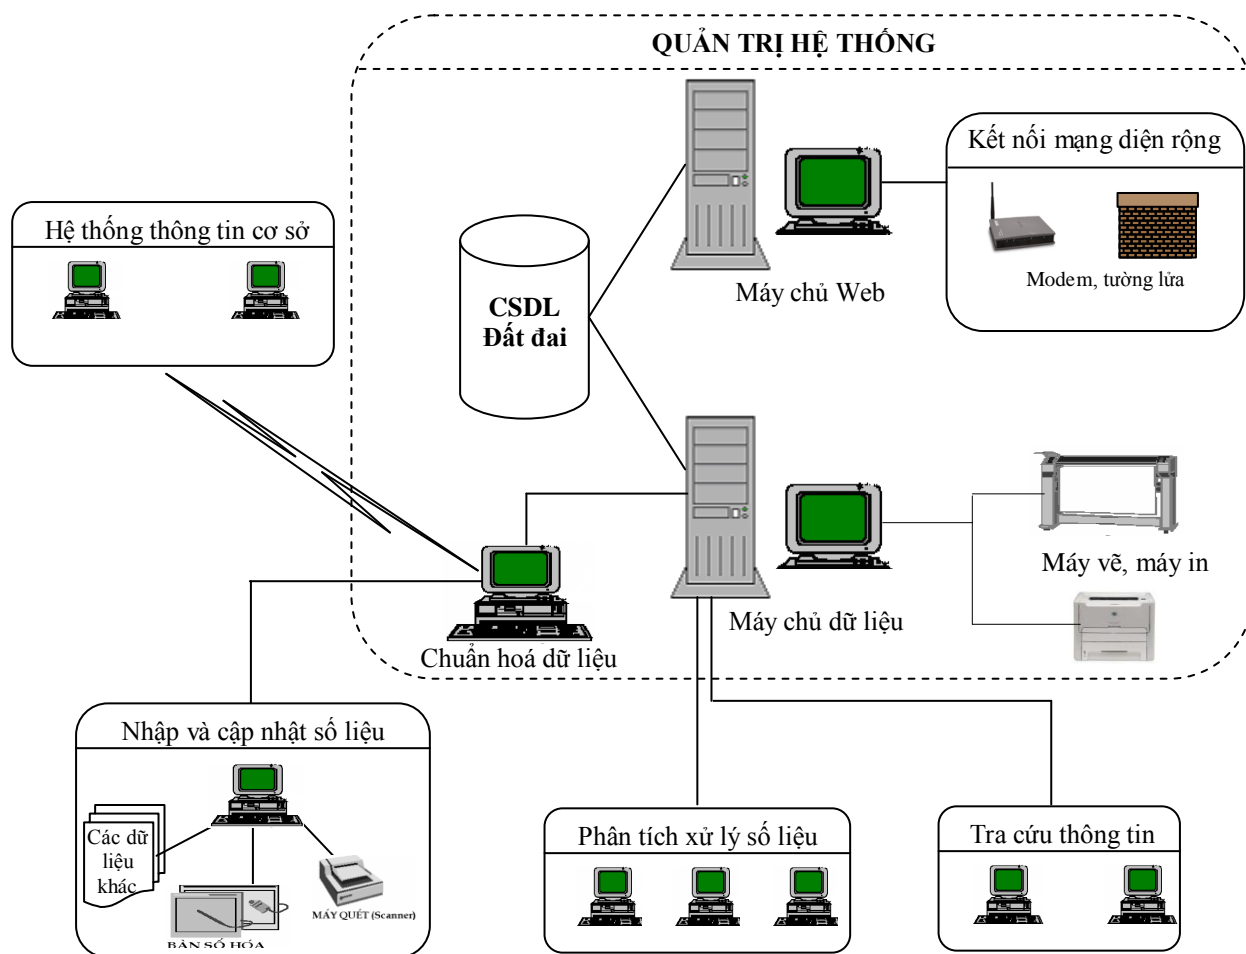 QUẢN TRỊ HỆ THỐNG
Kết nối mạng diện rộng
Modem, tường lửa
Hệ thống thông tin cơ sở
Máy chủ Web
CSDL
Đất đai
Máy vẽ, máy in
Máy chủ dữ liệu
Chuẩn hoá dữ liệu
Nhập và cập nhật số liệu
Các dữ
liệu
khác
MÁY QUÉT (Scanner)
BẢN SỐ HÓA
Phân tích xử lý số liệu
Tra cứu thông tin